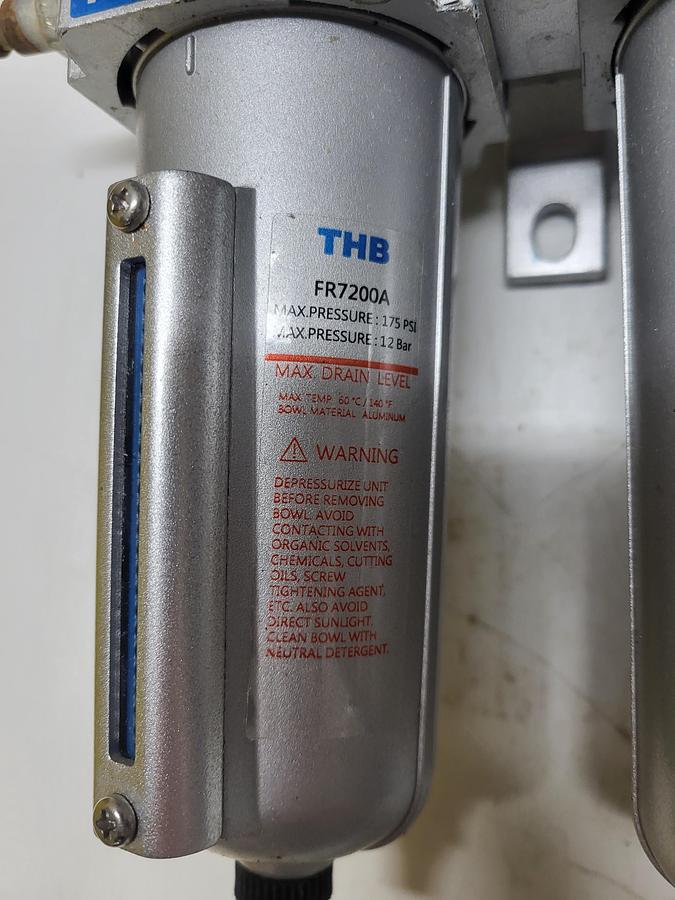 THB
FR7200A
MAX.PRESSURE : 175 PSI
MAX.PRESSURE : 12 Bar
MAX. DRAIN LEVEL
MAX TEMP 60 °C / 140 °F
BOWL MATERIAL ALUMINUM
WARNING
DEPRESSURIZE UNIT
BEFORE REMOVING
BOWL. AVOID
CONTACTING WITH
ORGANIC SOLVENTS,
CHEMICALS, CUTTING
OILS, SCREW
TIGHTENING AGENT,
ETC. ALSO AVOID
DIRECT SUNLIGHT.
CLEAN BOWL WITH
NEUTRAL DETERGENT.